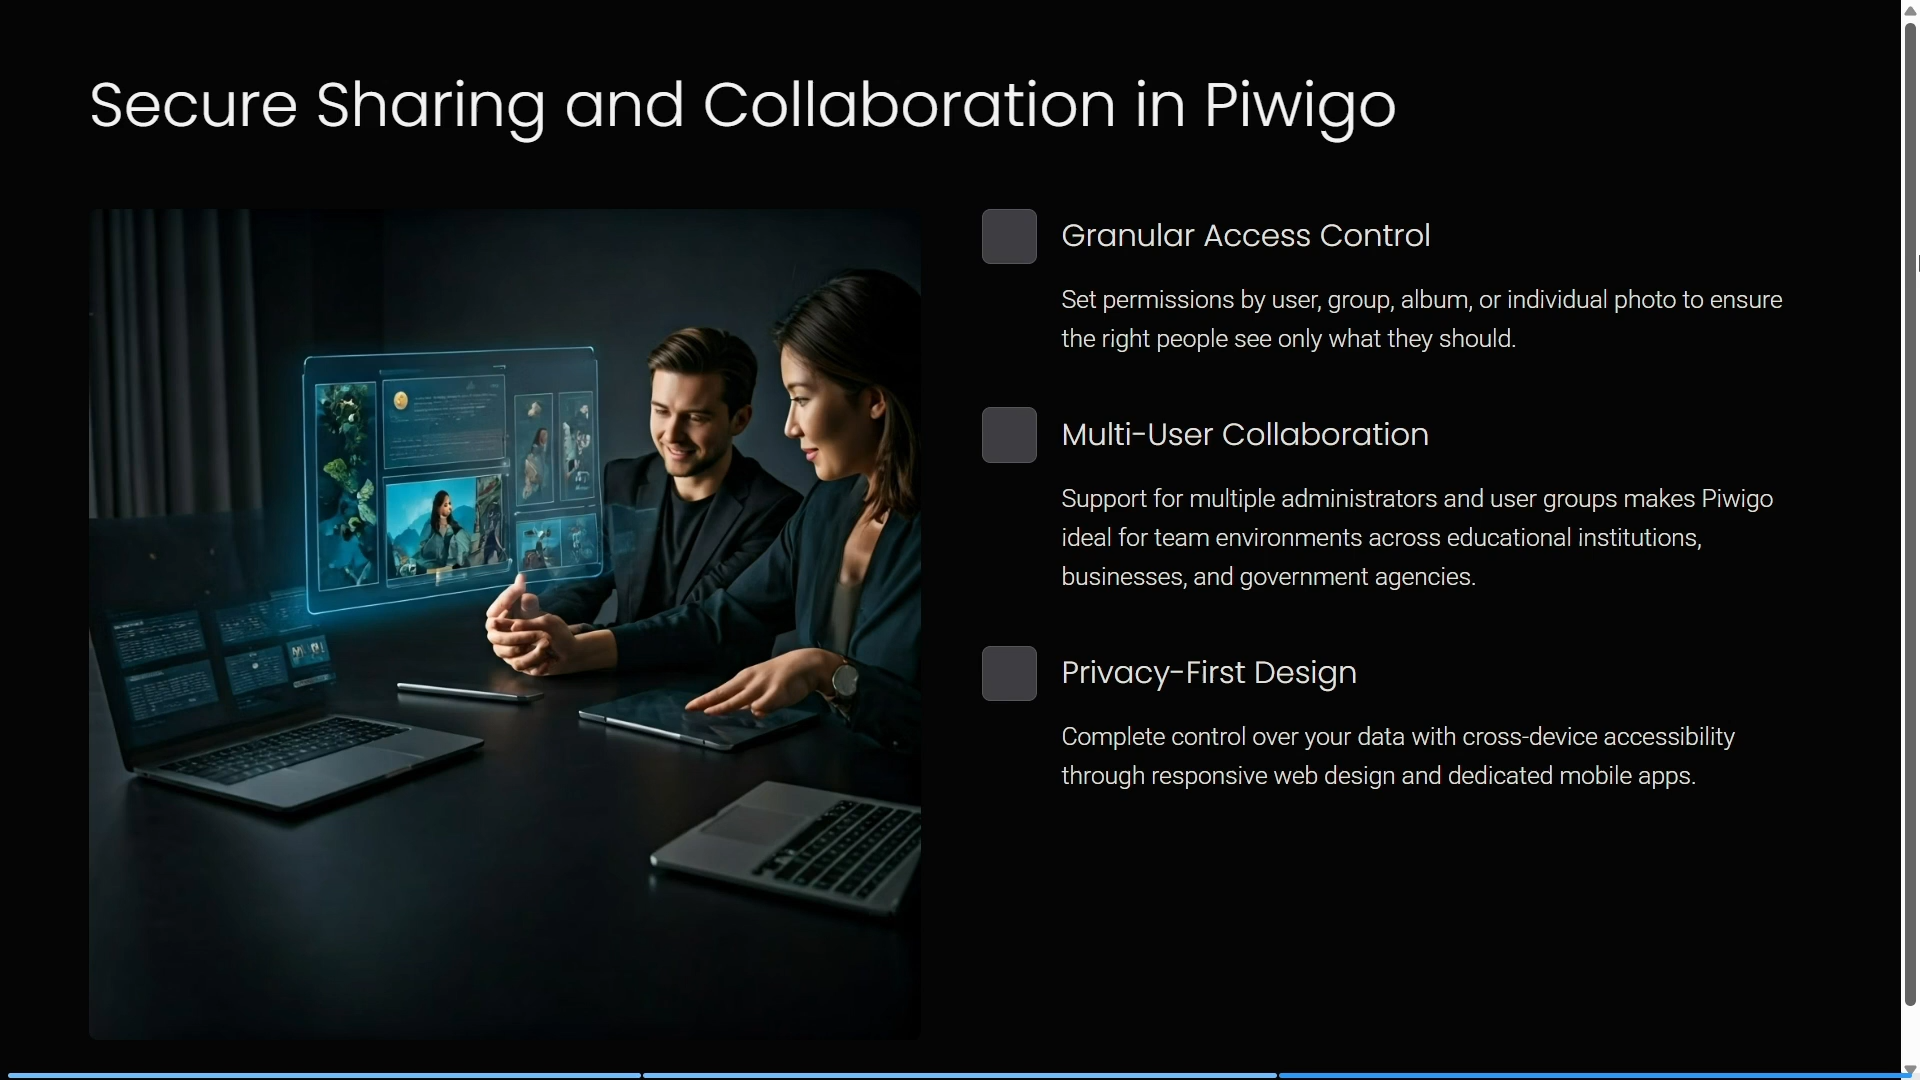 Secure Sharing and Collaboration in Piwigo
Granular Access Control
Set permissions by user, group, album, or individual photo to ensure
the right people see only what they should.
Multi-User Collaboration
Support for multiple administrators and user groups makes Piwigo
ideal for team environments across educational institutions,
businesses, and government agencies.
Privacy-First Design
Complete control over your data with cross-device accessibility
through responsive web design and dedicated mobile apps.